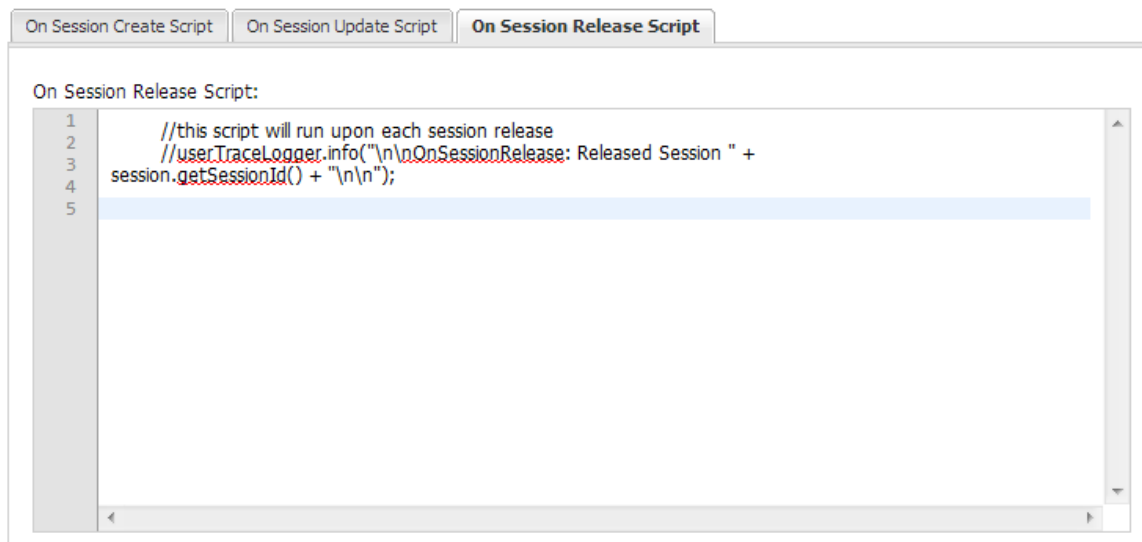 On Session Create Script
On Session Update Script
On Session Release Script
On Session Release Script:
1
//this script will run upon each session release
2
//userTraceLogger.info("\n\nOnSessionRelease: Released Session " +
3
session.getSessionId() + "\n\n");
4
5